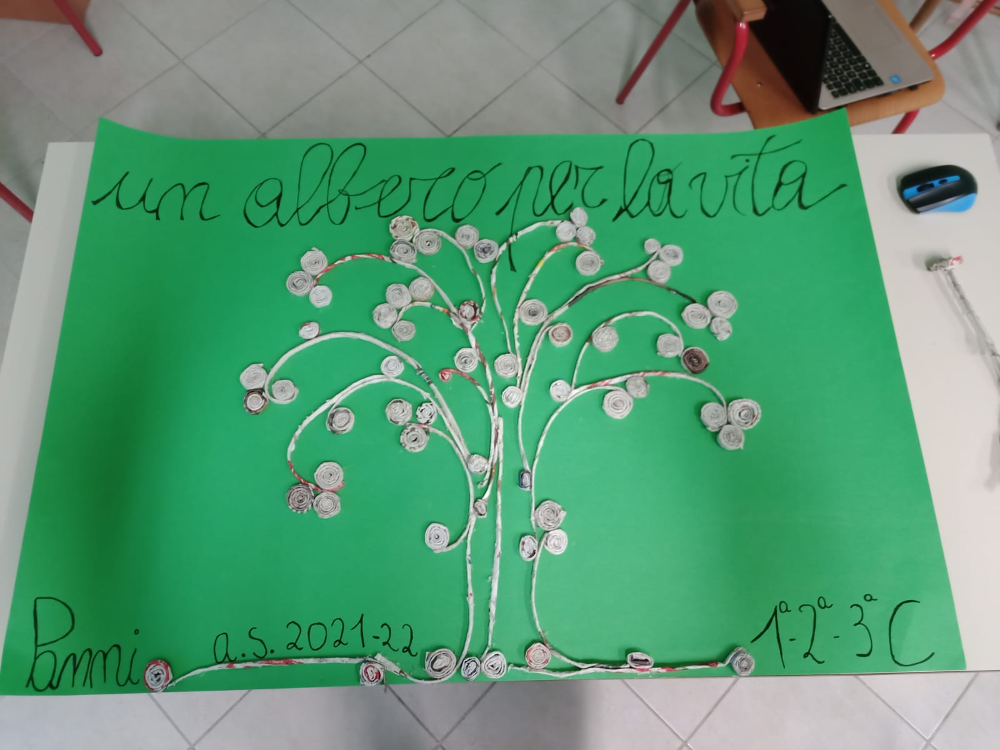 un albero per la vita
Panni
a.s. 2021-22
1ª-2ª-3ª C